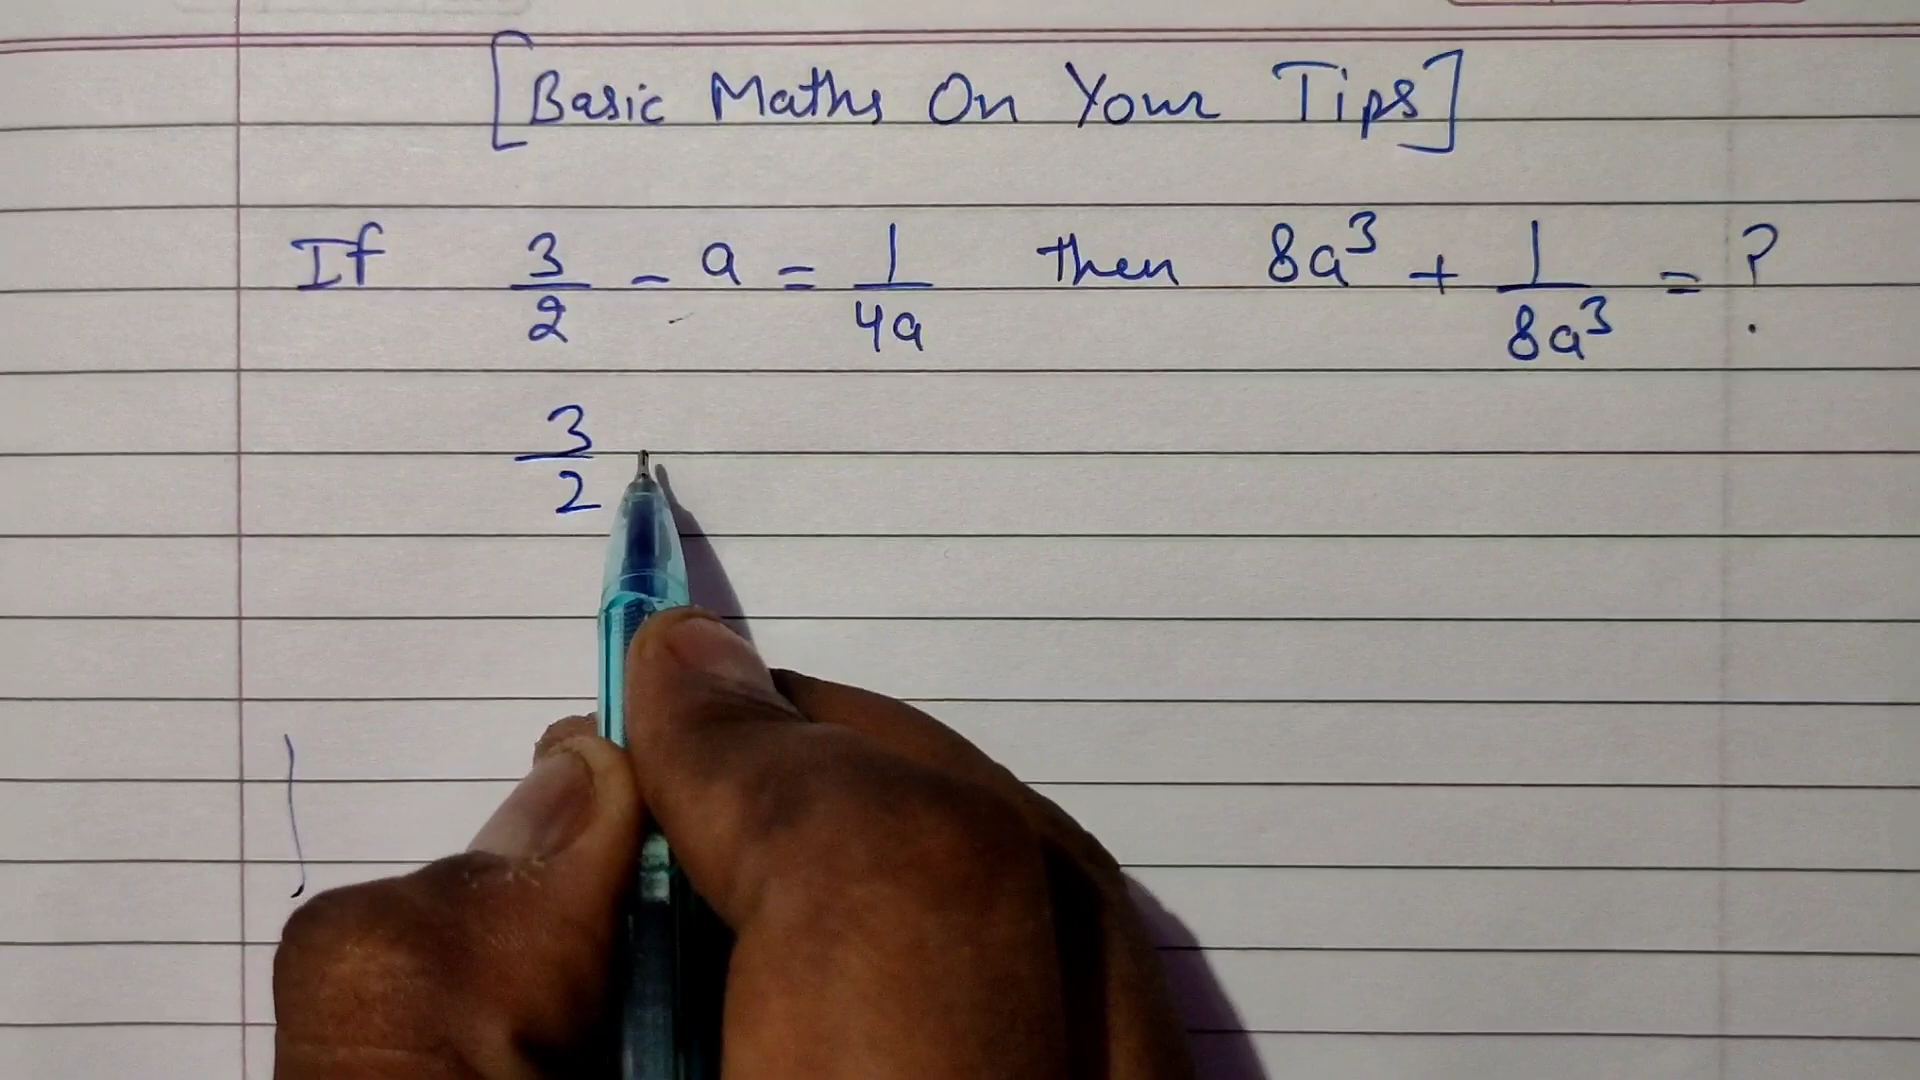 [Basic Maths On Your Tips]
If 3/2 - a = 1/4a then 8a³ + 1/8a³ = ?
3/2